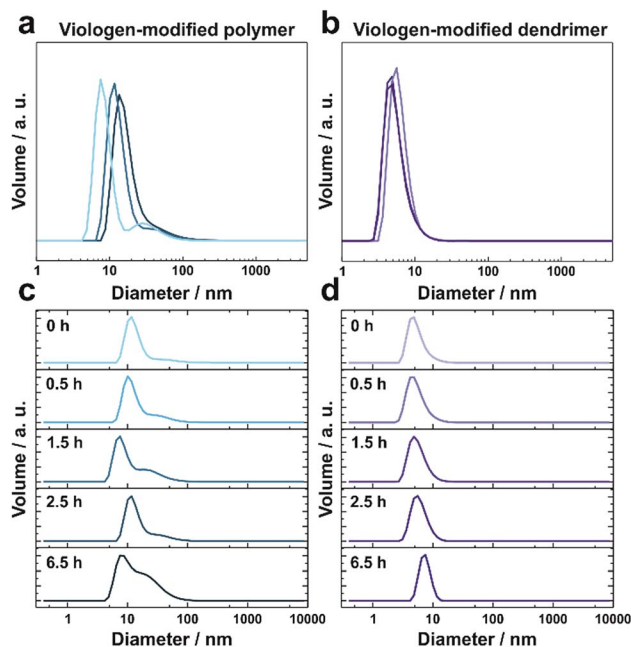 a Viologen-modified polymer
b Viologen-modified dendrimer
Volume / a. u.
1 10 100 1000
Diameter / nm
Volume / a. u.
1 10 100 1000
Diameter / nm
c
Volume / a. u.
0 h
0.5 h
1.5 h
2.5 h
6.5 h
1 10 100 1000 10000
Diameter / nm
d
Volume / a. u.
0 h
0.5 h
1.5 h
2.5 h
6.5 h
1 10 100 1000 10000
Diameter / nm